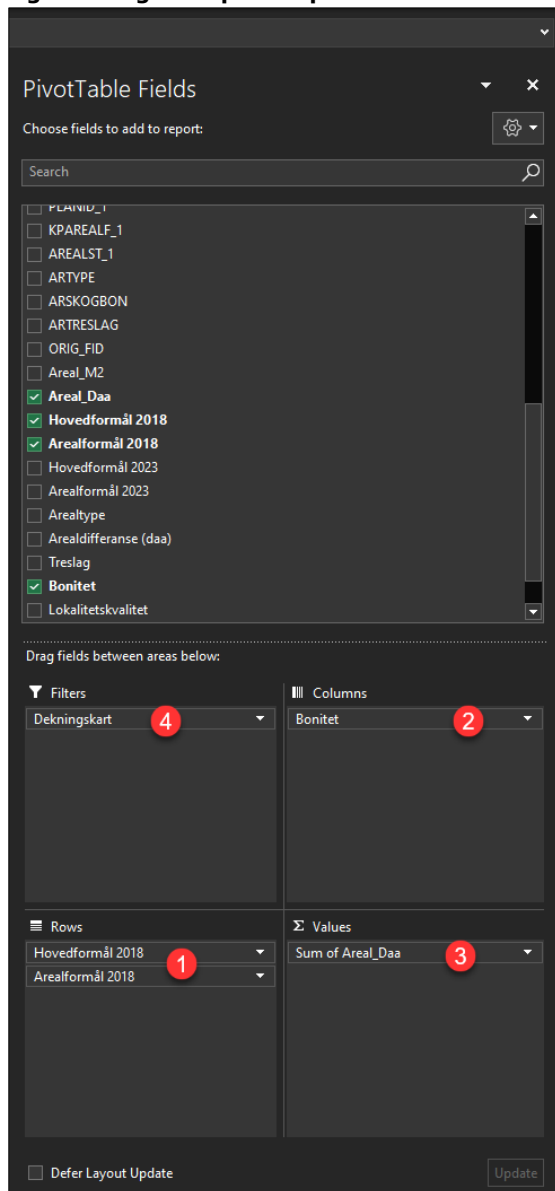 PivotTable Fields
Choose fields to add to report:
Search
PLANID_1
KPAREALF_1
AREALST_1
ARTYPE
ARSKOGBON
ARTRESLAG
ORIG_FID
Areal_M2
Areal_Daa
Hovedformål 2018
Arealformål 2018
Hovedformål 2023
Arealformål 2023
Arealtype
Arealdifferanse (daa)
Treslag
Bonitet
Lokalitetskvalitet
Drag fields between areas below:
Filters
Dekningskart 4
Columns
Bonitet 2
Rows
Hovedformål 2018
1
Arealformål 2018
Σ Values
Sum of Areal_Daa 3
Defer Layout Update
Update